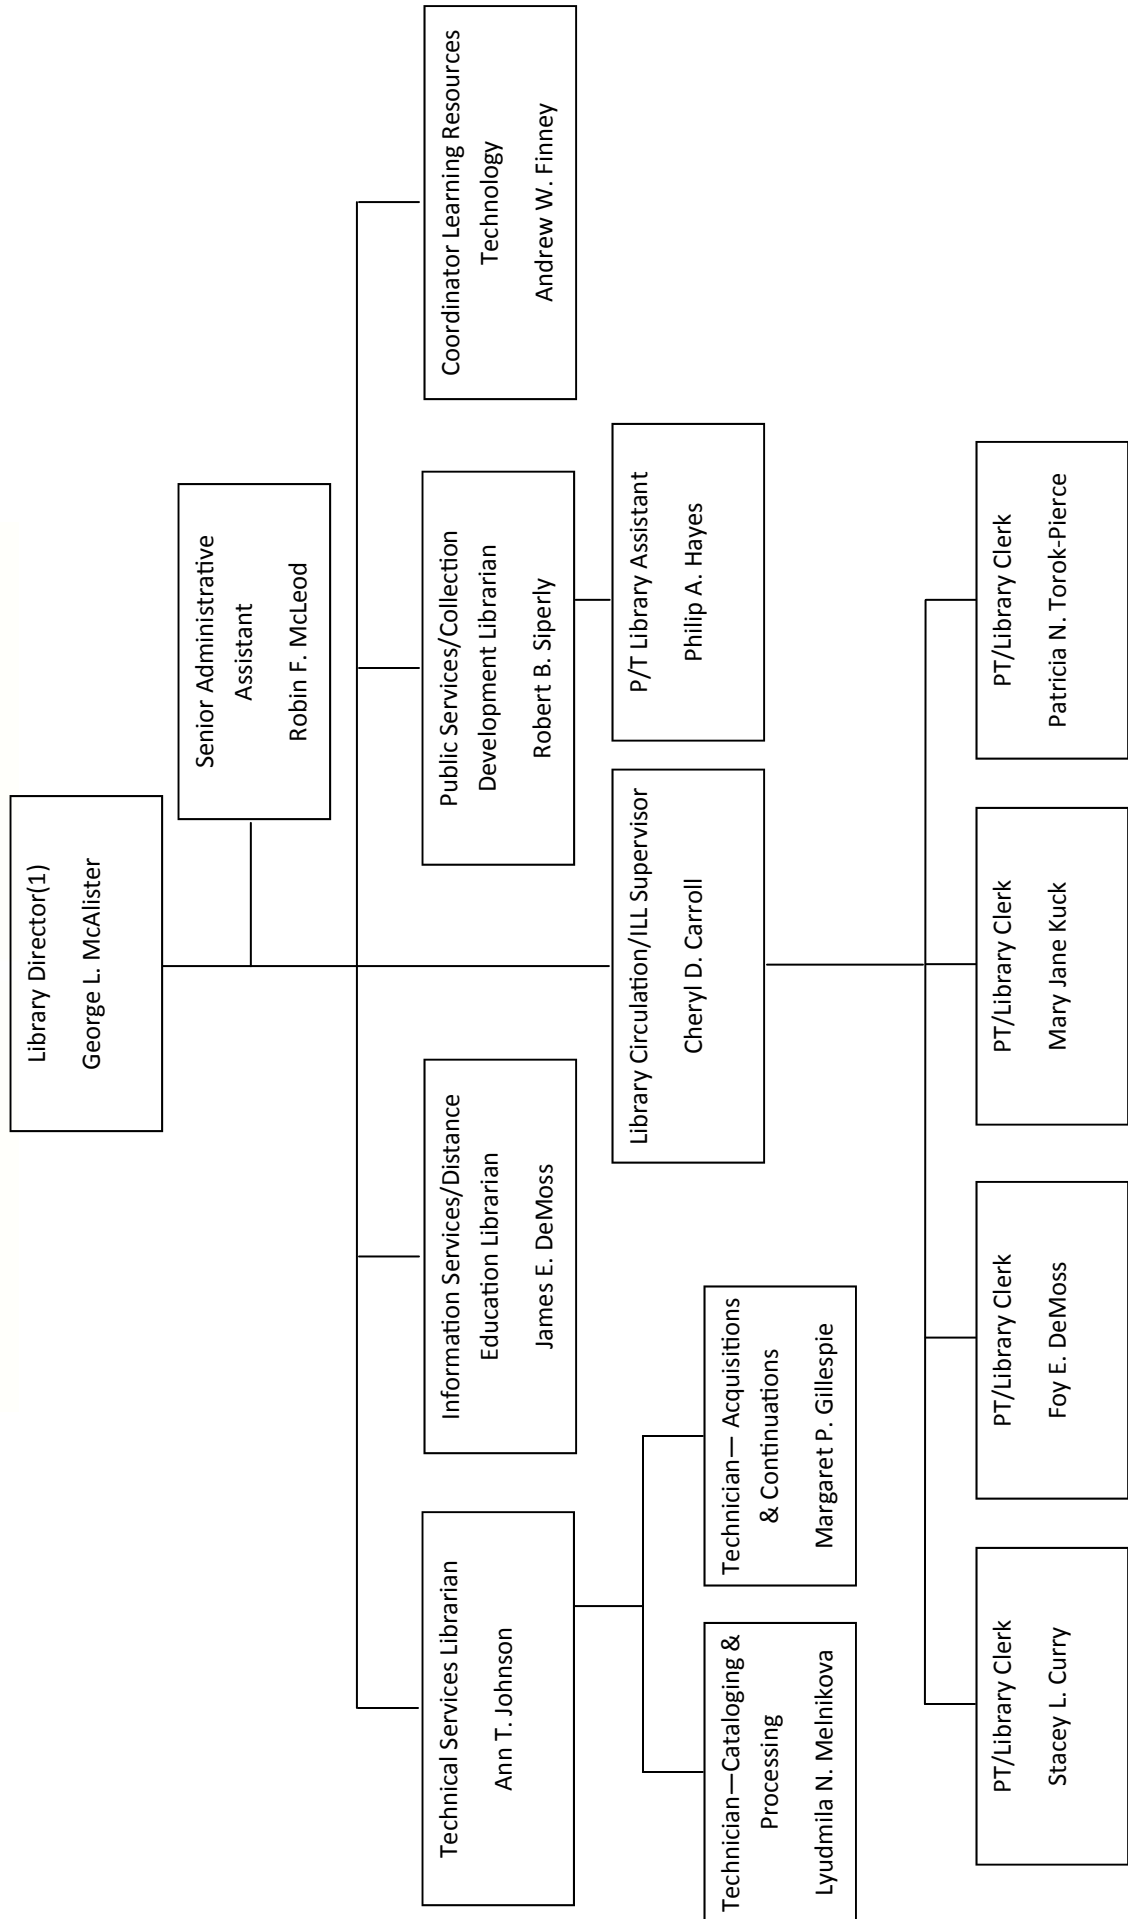 Library Director(1)
George L. McAlister
Senior Administrative
Assistant
Robin F. McLeod
Technical Services Librarian
Ann T. Johnson
Information Services/Distance
Education Librarian
James E. DeMoss
Public Services/Collection
Development Librarian
Robert B. Siperly
Coordinator Learning Resources
Technology
Andrew W. Finney
Library Circulation/ILL Supervisor
Cheryl D. Carroll
P/T Library Assistant
Philip A. Hayes
Technician—Cataloging &
Processing
Lyudmila N. Melnikova
Technician— Acquisitions
& Continuations
Margaret P. Gillespie
PT/Library Clerk
Stacey L. Curry
PT/Library Clerk
Foy E. DeMoss
PT/Library Clerk
Mary Jane Kuck
PT/Library Clerk
Patricia N. Torok-Pierce